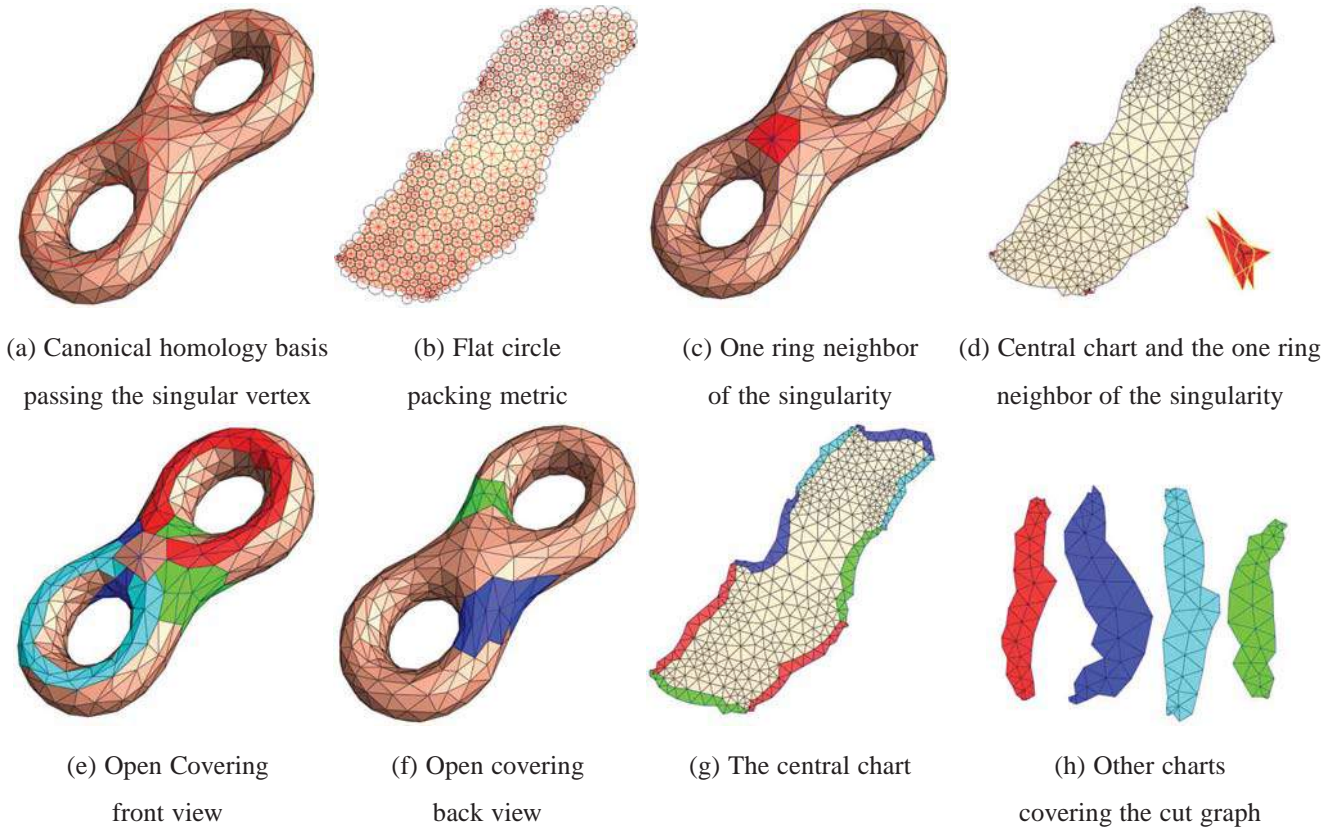 (a) Canonical homology basis
passing the singular vertex
(b) Flat circle
packing metric
(c) One ring neighbor
of the singularity
(d) Central chart and the one ring
neighbor of the singularity
(e) Open Covering
front view
(f) Open covering
back view
(g) The central chart
(h) Other charts
covering the cut graph